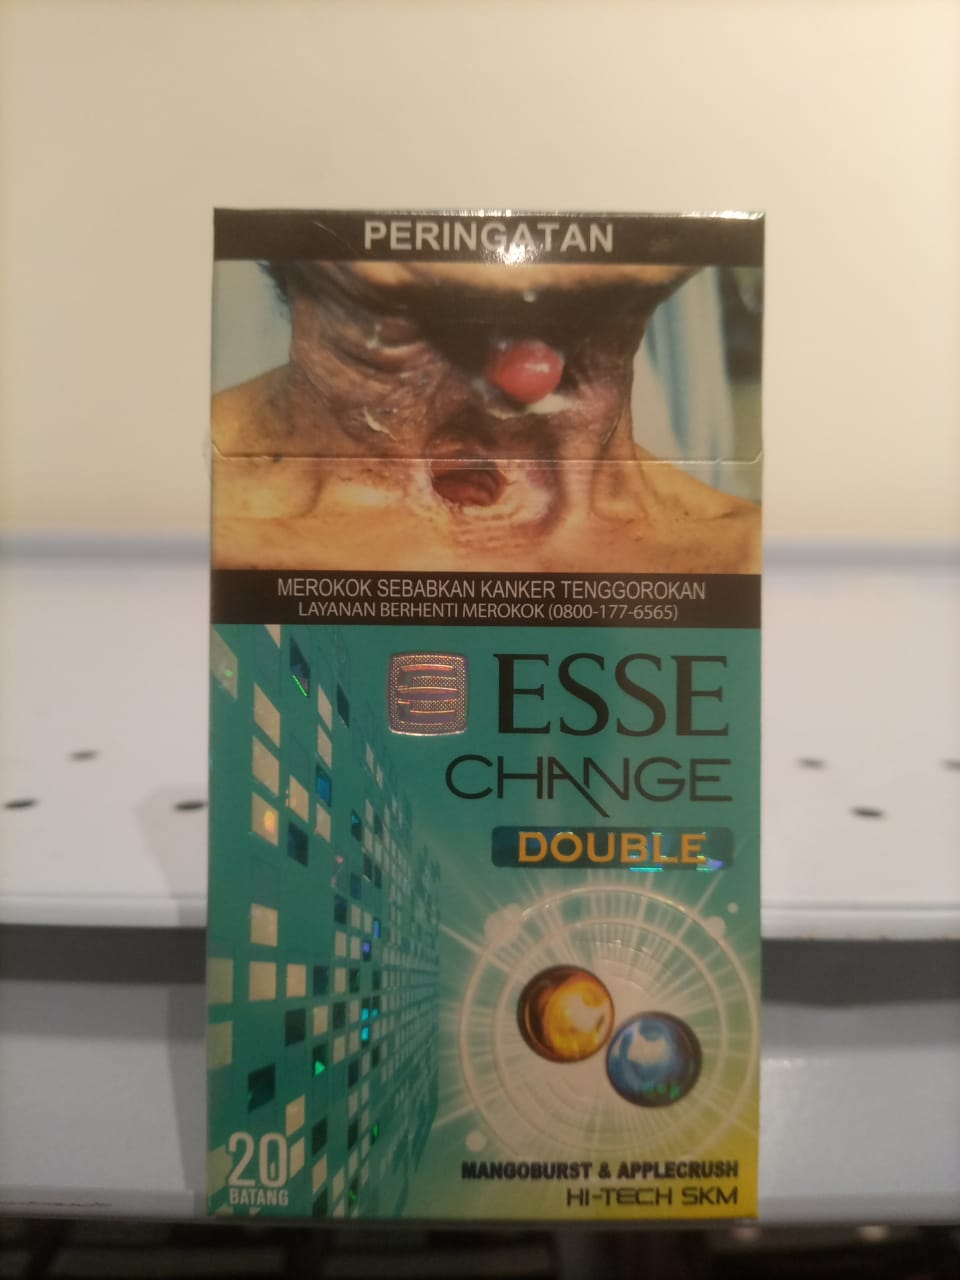 PERINGATAN
MEROKOK SEBABKAN KANKER TENGGOROKAN
LAYANAN BERHENTI MEROKOK (0800-177-6565)
ESSE
CHANGE
DOUBLE
MANGOBURST & APPLECRUSH
HI-TECH SKM
20
BATANG